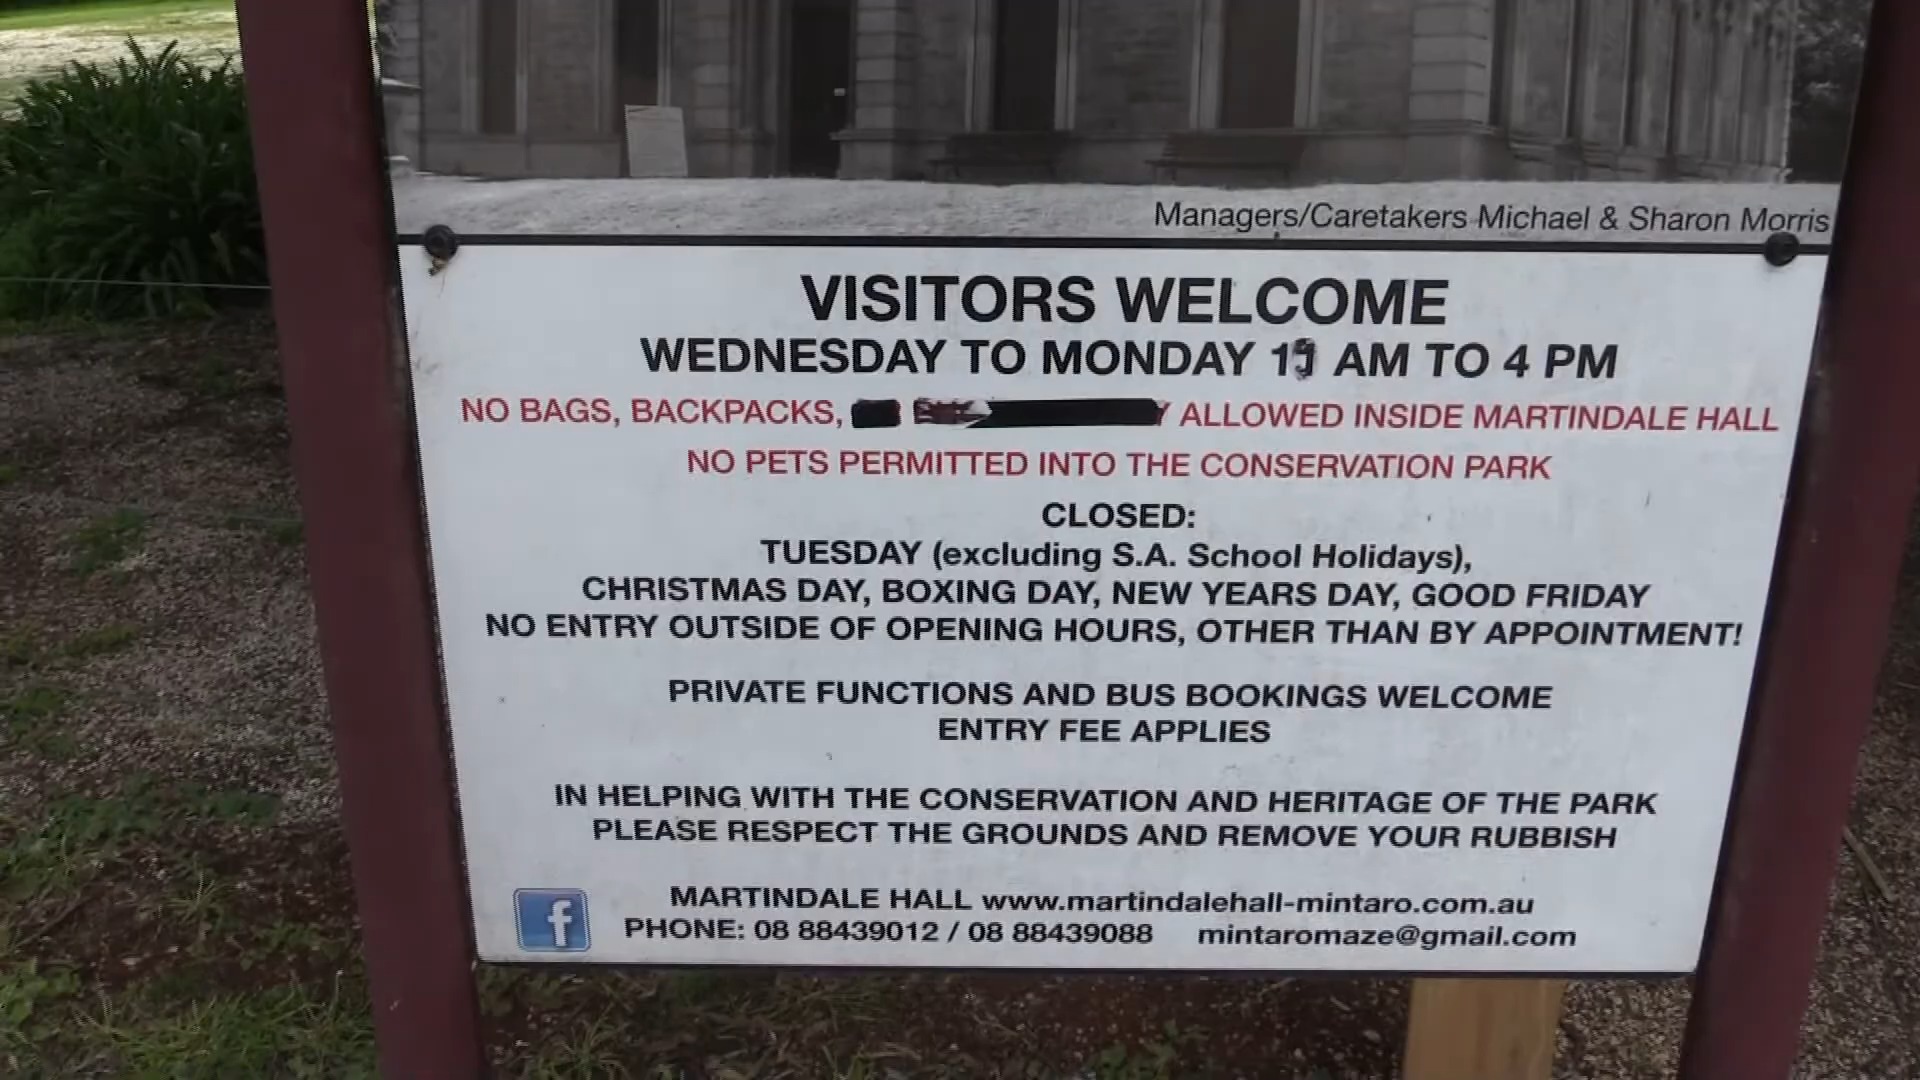 Managers/Caretakers Michael & Sharon Morris
VISITORS WELCOME
WEDNESDAY TO MONDAY 11 AM TO 4 PM
NO BAGS, BACKPACKS, ALLOWED INSIDE MARTINDALE HALL
NO PETS PERMITTED INTO THE CONSERVATION PARK
CLOSED:
TUESDAY (excluding S.A. School Holidays),
CHRISTMAS DAY, BOXING DAY, NEW YEARS DAY, GOOD FRIDAY
NO ENTRY OUTSIDE OF OPENING HOURS, OTHER THAN BY APPOINTMENT!
PRIVATE FUNCTIONS AND BUS BOOKINGS WELCOME
ENTRY FEE APPLIES
IN HELPING WITH THE CONSERVATION AND HERITAGE OF THE PARK
PLEASE RESPECT THE GROUNDS AND REMOVE YOUR RUBBISH
f
MARTINDALE HALL www.martindalehall-mintaro.com.au
PHONE: 08 88439012 / 08 88439088 mintaromaze@gmail.com